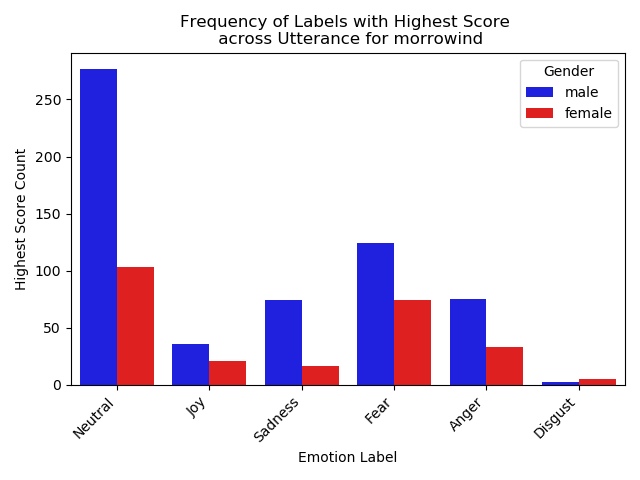 Frequency of Labels with Highest Score
across Utterance for morrowind
Gender
male
female
Highest Score Count
250
200
150
100
50
0
Neutral
Joy
Sadness
Fear
Anger
Disgust
Emotion Label